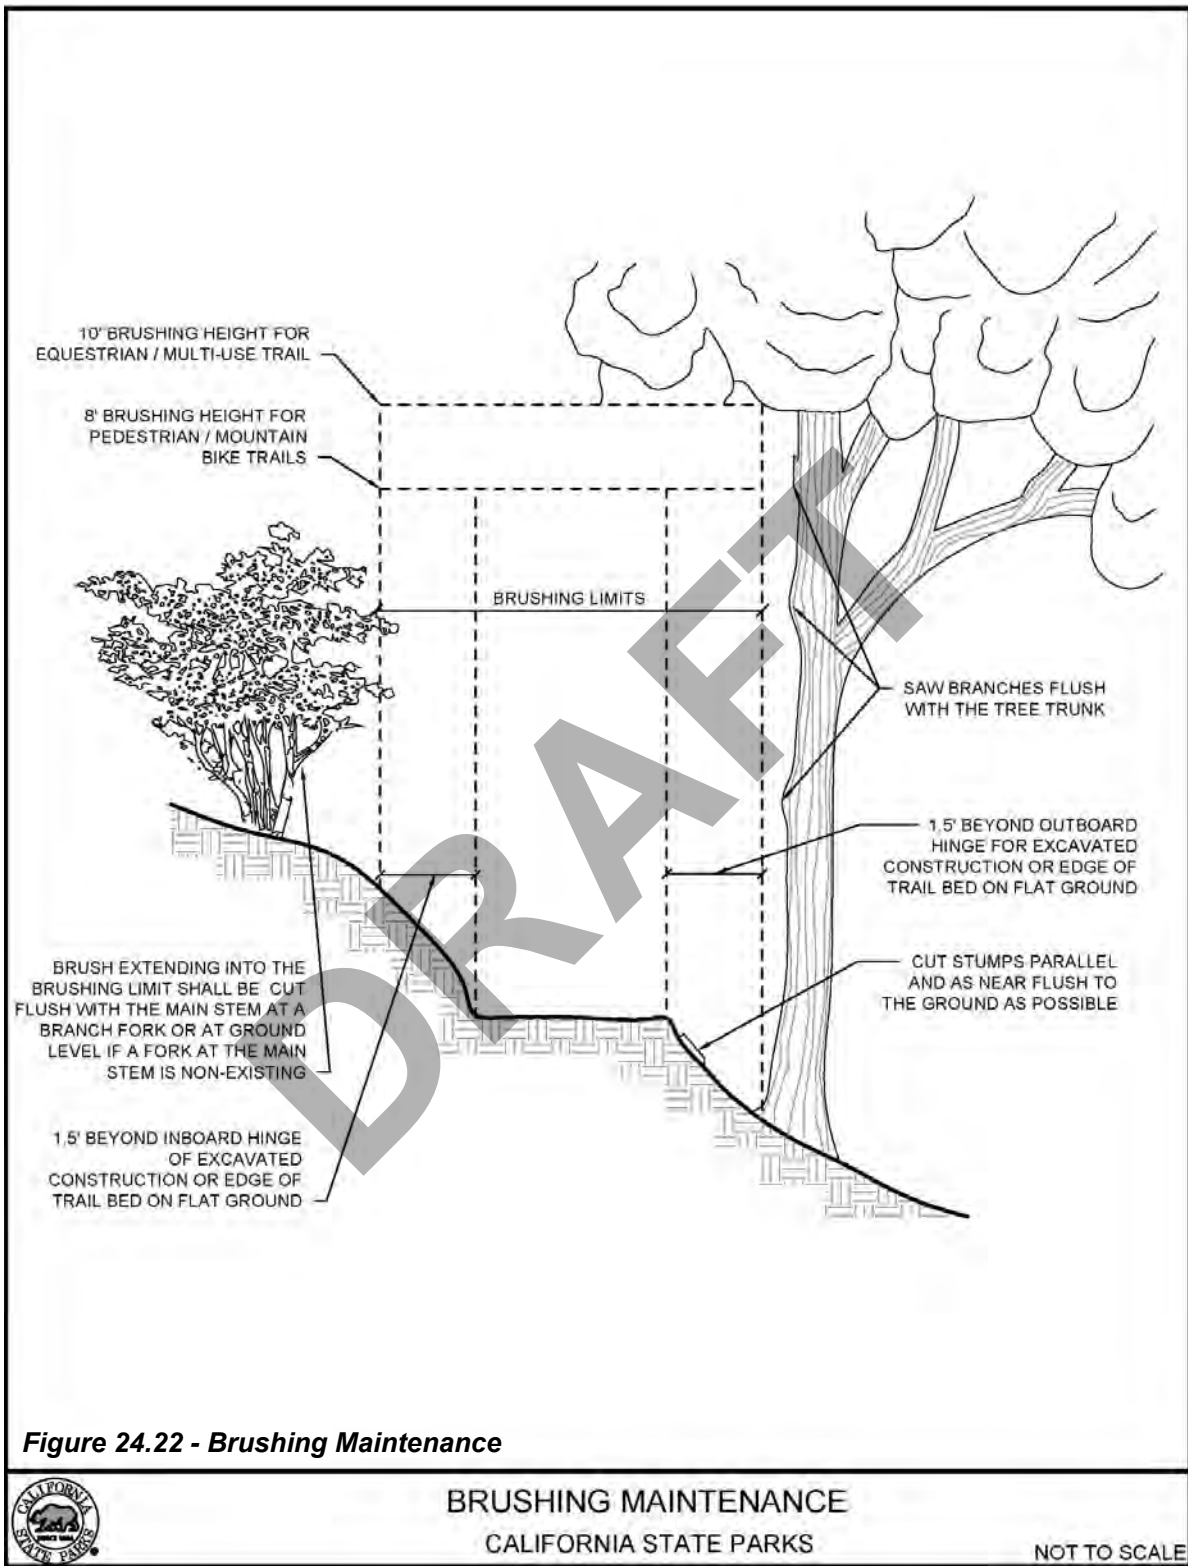 10' BRUSHING HEIGHT FOR
EQUESTRIAN / MULTI-USE TRAIL
8' BRUSHING HEIGHT FOR
PEDESTRIAN / MOUNTAIN
BIKE TRAILS
BRUSHING LIMITS
SAW BRANCHES FLUSH
WITH THE TREE TRUNK
1.5' BEYOND OUTBOARD
HINGE FOR EXCAVATED
CONSTRUCTION OR EDGE OF
TRAIL BED ON FLAT GROUND
CUT STUMPS PARALLEL
AND AS NEAR FLUSH TO
THE GROUND AS POSSIBLE
BRUSH EXTENDING INTO THE
BRUSHING LIMIT SHALL BE CUT
FLUSH WITH THE MAIN STEM AT A
BRANCH FORK OR AT GROUND
LEVEL IF A FORK AT THE MAIN
STEM IS NON-EXISTING
1.5' BEYOND INBOARD HINGE
OF EXCAVATED
CONSTRUCTION OR EDGE OF
TRAIL BED ON FLAT GROUND
DRAFT
Figure 24.22 - Brushing Maintenance
CALIFORNIA
STATE PARKS
BRUSHING MAINTENANCE
CALIFORNIA STATE PARKS
NOT TO SCALE